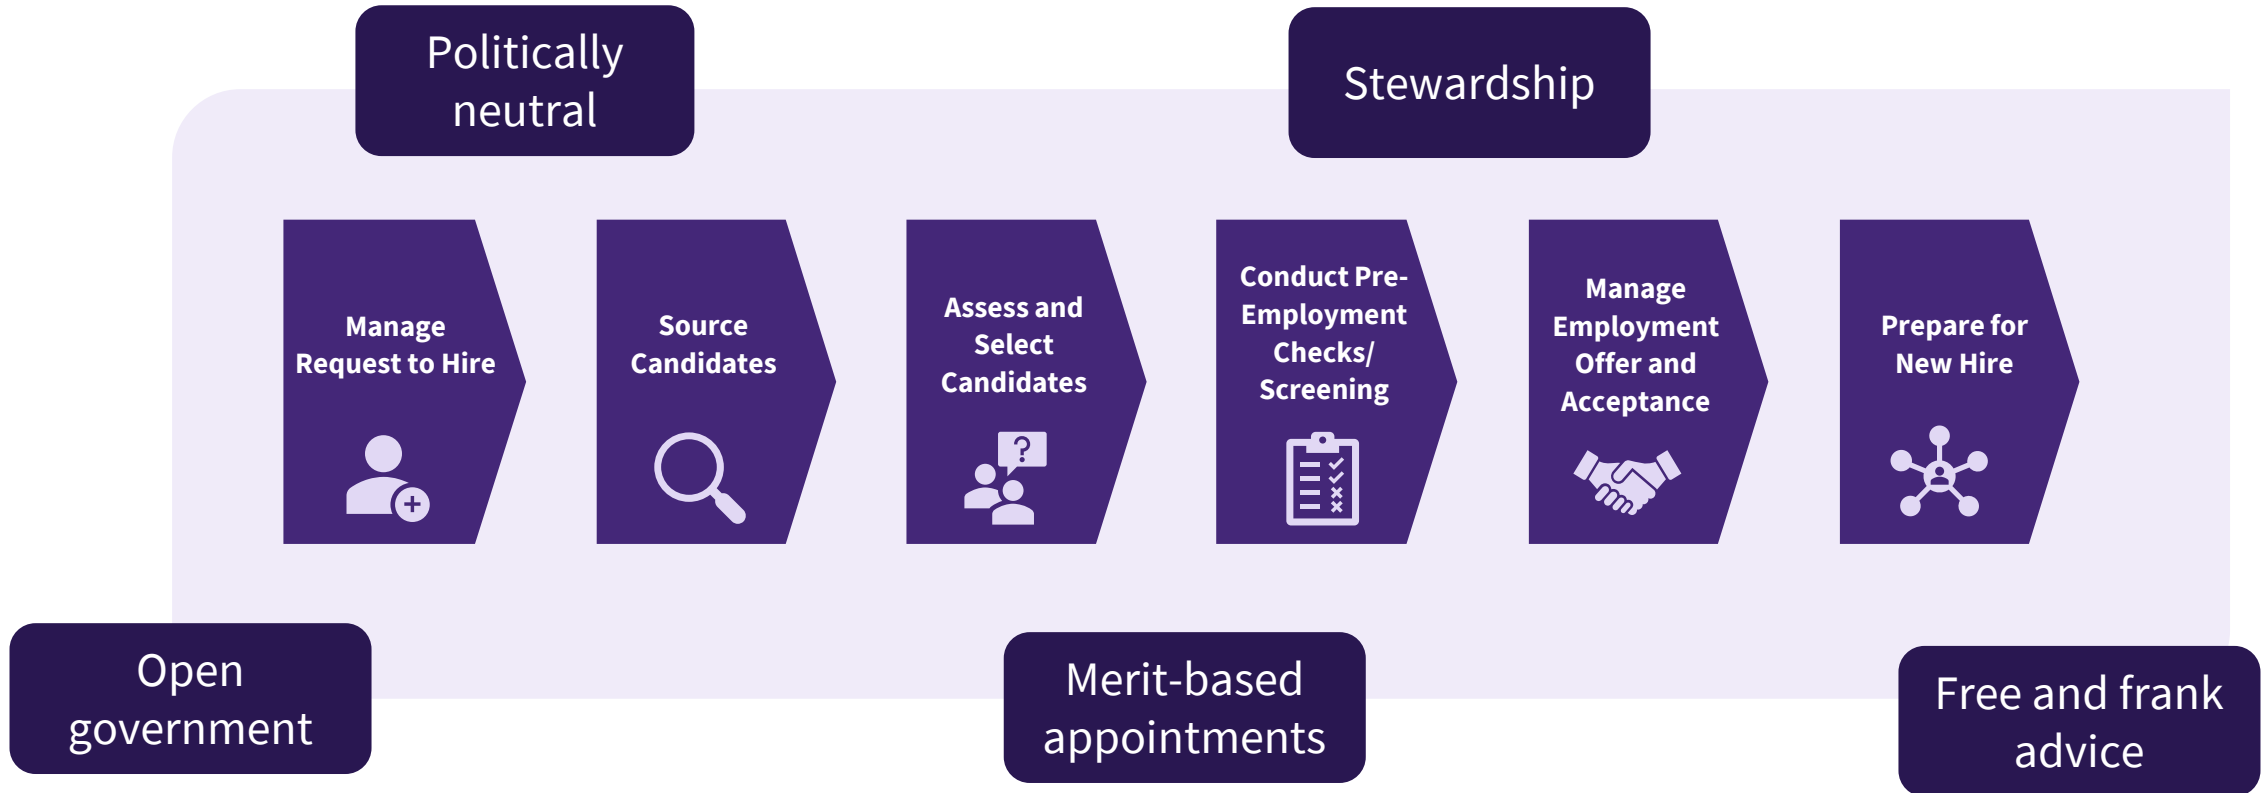 Politically
neutral
Stewardship
Manage
Request to Hire
Source
Candidates
Assess and
Select
Candidates
?
Conduct Pre-
Employment
Checks/
Screening
Manage
Employment
Offer and
Acceptance
Prepare for
New Hire
Open
government
Merit-based
appointments
Free and frank
advice